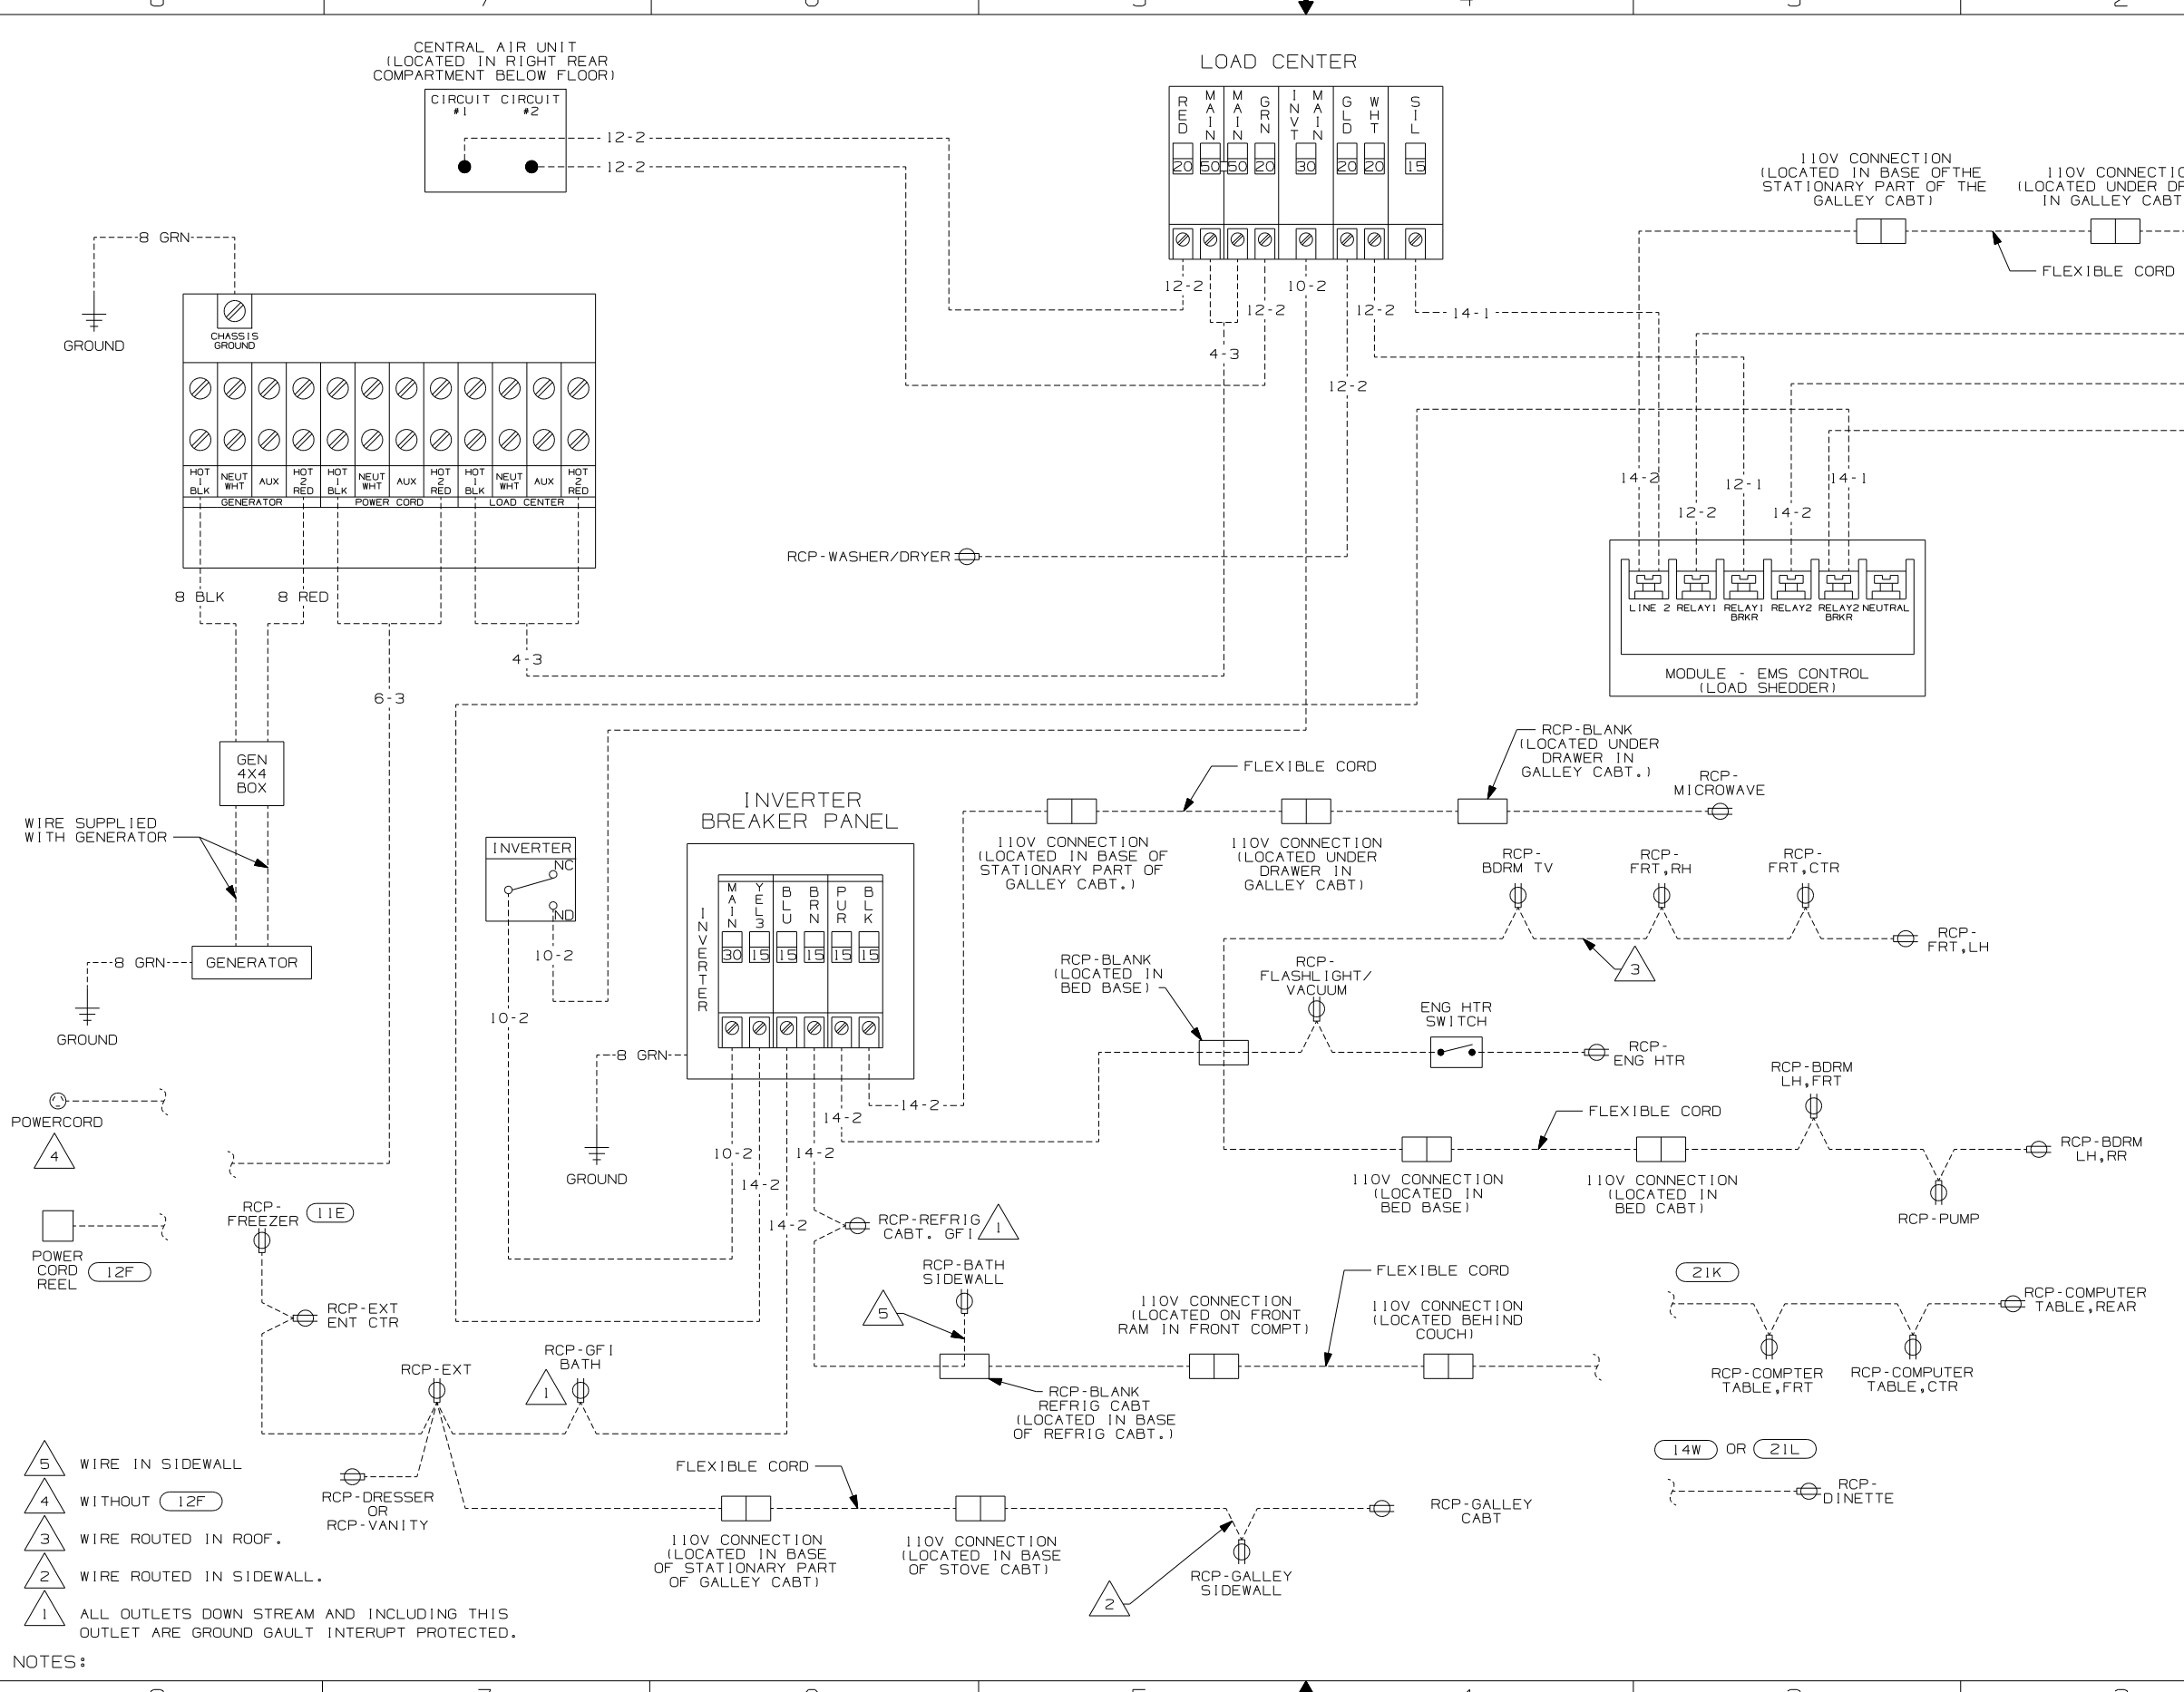 CENTRAL AIR UNIT
(LOCATED IN RIGHT REAR
COMPARTMENT BELOW FLOOR)
CIRCUIT CIRCUIT
#1 #2
12-2
12-2
LOAD CENTER
RED MAIN MAIN GRN INVT MAIN GLD WHT SIL
20 50 50 20 30 20 20 15
12-2
12-2
10-2
12-2
12-2
14-1
4-3
110V CONNECTION
(LOCATED IN BASE OFTHE
STATIONARY PART OF THE
GALLEY CABT)
110V
(LOCATED UNDER
IN GALLEY CABT
FLEXIBLE CORD
8 GRN
GROUND
CHASSIS
GROUND
HOT 1 BLK
NEUT WHT
AUX
HOT 2 RED
HOT 1 BLK
NEUT WHT
AUX
HOT 2 RED
HOT 1 BLK
NEUT WHT
AUX
HOT 2 RED
GENERATOR
POWER CORD
LOAD CENTER
8 BLK
8 RED
4-3
6-3
RCP-WASHER/DRYER
14-2
12-2
12-1
14-2
14-1
LINE 2
RELAY1
RELAY1 BRKR
RELAY2
RELAY2 BRKR
NEUTRAL
MODULE - EMS CONTROL
(LOAD SHEDDER)
GEN
4X4
BOX
WIRE SUPPLIED
WITH GENERATOR
8 GRN
GENERATOR
GROUND
INVERTER
NC
ND
10-2
10-2
INVERTER
BREAKER PANEL
INVERTER
MAIN YEL3 BLU BRN PUR BLK
30 15 15 15 15 15
8 GRN
GROUND
10-2
14-2
14-2
14-2
14-2
14-2
FLEXIBLE CORD
RCP-BLANK
(LOCATED UNDER
DRAWER IN
GALLEY CABT.)
RCP-
MICROWAVE
110V CONNECTION
(LOCATED IN BASE OF
STATIONARY PART OF
GALLEY CABT.)
110V CONNECTION
(LOCATED UNDER
DRAWER IN
GALLEY CABT)
RCP-
BDRM TV
RCP-
FRT,RH
RCP-
FRT,CTR
RCP-
FRT,LH
3
RCP-BLANK
(LOCATED IN
BED BASE)
RCP-
FLASHLIGHT/
VACUUM
ENG HTR
SWITCH
RCP-
ENG HTR
RCP-BDRM
LH,FRT
FLEXIBLE CORD
RCP-BDRM
LH,RR
110V CONNECTION
(LOCATED IN
BED BASE)
110V CONNECTION
(LOCATED IN
BED CABT)
RCP-PUMP
POWERCORD
4
POWER
CORD
REEL
12F
RCP-
FREEZER
11E
RCP-EXT
ENT CTR
RCP-REFRIG
CABT. GFI
1
RCP-BATH
SIDEWALL
5
FLEXIBLE CORD
110V CONNECTION
(LOCATED ON FRONT
RAM IN FRONT COMPT)
110V CONNECTION
(LOCATED BEHIND
COUCH)
21K
RCP-COMPUTER
TABLE,REAR
RCP-COMPTER
TABLE,FRT
RCP-COMPUTER
TABLE,CTR
RCP-EXT
RCP-GFI
BATH
1
RCP-BLANK
REFRIG CABT
(LOCATED IN BASE
OF REFRIG CABT.)
14W OR 21L
RCP-
DINETTE
RCP-DRESSER
OR
RCP-VANITY
FLEXIBLE CORD
110V CONNECTION
(LOCATED IN BASE
OF STATIONARY PART
OF GALLEY CABT)
110V CONNECTION
(LOCATED IN BASE
OF STOVE CABT)
RCP-GALLEY
CABT
RCP-GALLEY
SIDEWALL
2
5 WIRE IN SIDEWALL
4 WITHOUT 12F
3 WIRE ROUTED IN ROOF.
2 WIRE ROUTED IN SIDEWALL.
1 ALL OUTLETS DOWN STREAM AND INCLUDING THIS
OUTLET ARE GROUND GAULT INTERUPT PROTECTED.
NOTES: